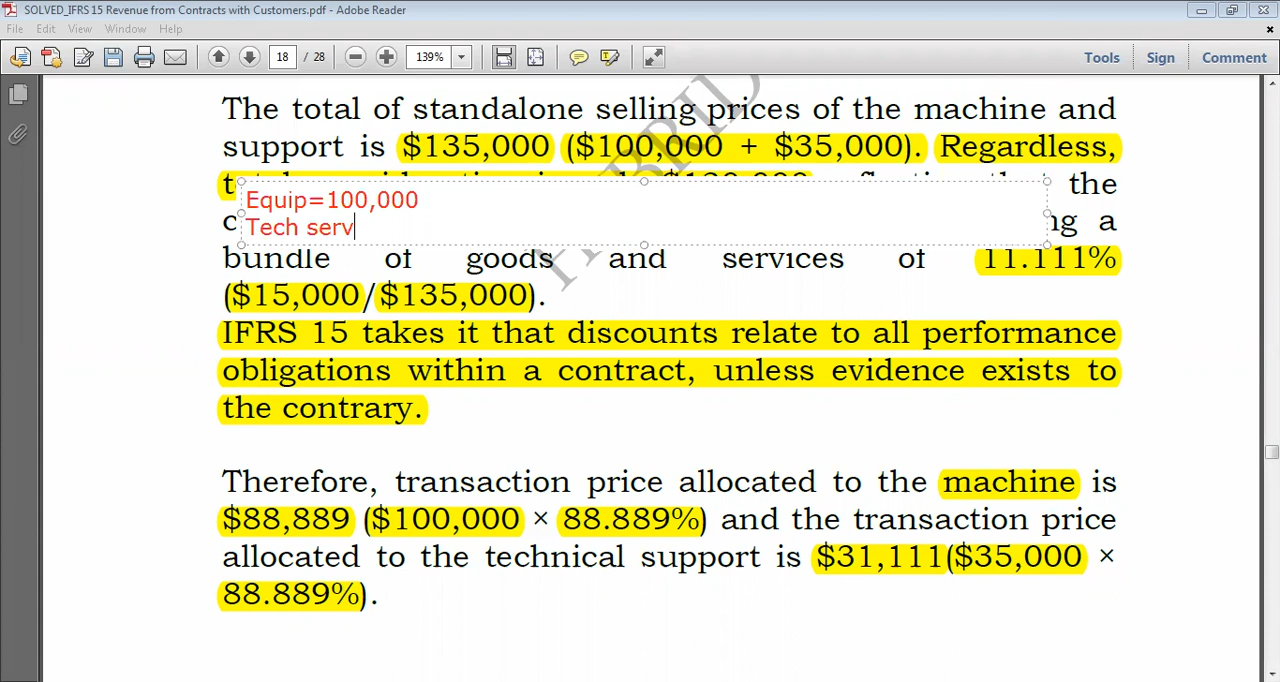 SOLVED_IFRS 15 Revenue from Contracts with Customers.pdf - Adobe Reader
File Edit View Window Help
18 / 28 139% Tools Sign Comment
The total of standalone selling prices of the machine and
support is $135,000 ($100,000 + $35,000). Regardless,
the
Equip=100,000
Tech serv
a
bundle of goods and services of 11.111%
($15,000/$135,000).
IFRS 15 takes it that discounts relate to all performance
obligations within a contract, unless evidence exists to
the contrary.
Therefore, transaction price allocated to the machine is
$88,889 ($100,000 × 88.889%) and the transaction price
allocated to the technical support is $31,111($35,000 ×
88.889%).